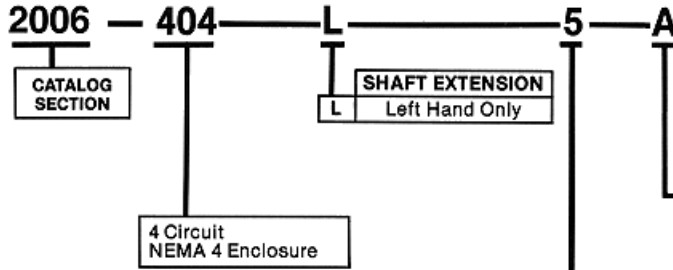 2006 — 404 — L — 5 — A
CATALOG
SECTION
SHAFT EXTENSION
L Left Hand Only
4 Circuit
NEMA 4 Enclosure